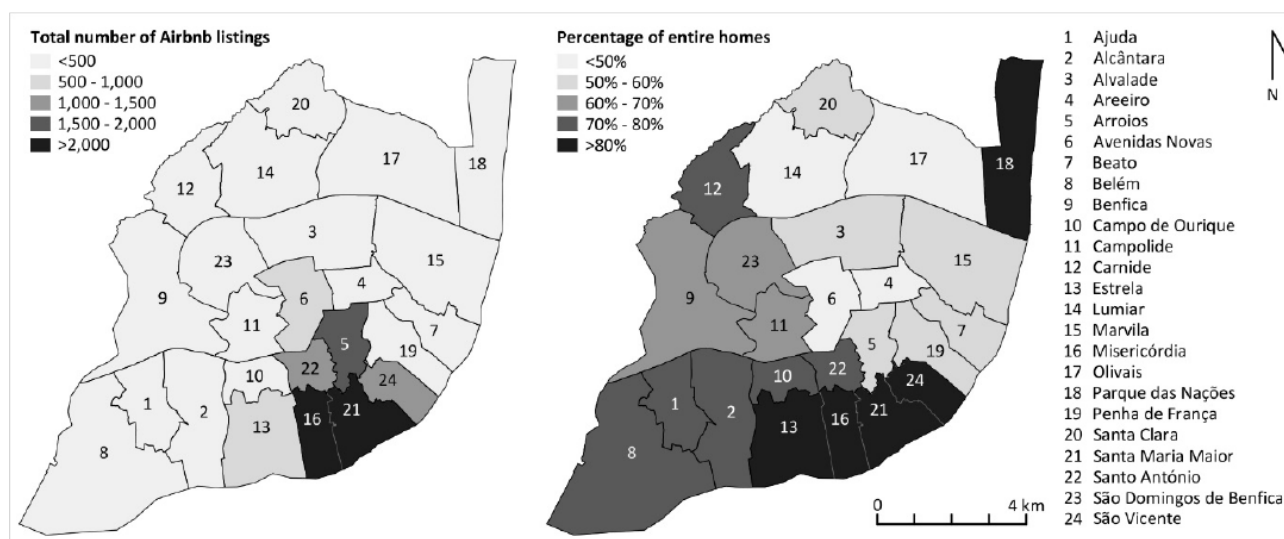 Total number of Airbnb listings
<500
500 - 1,000
1,000 - 1,500
1,500 - 2,000
>2,000
20
17
18
14
12
3
15
23
4
6
9
11
7
5
19
22
10
24
1
2
16
21
13
8
Percentage of entire homes
<50%
50% - 60%
60% - 70%
70% - 80%
>80%
20
17
18
14
12
3
15
23
4
6
9
11
7
5
19
22
10
24
1
2
16
21
13
8
0
4 km
1 Ajuda
2 Alcântara
3 Alvalade
4 Areeiro
5 Arroios
6 Avenidas Novas
7 Beato
8 Belém
9 Benfica
10 Campo de Ourique
11 Campolide
12 Carnide
13 Estrela
14 Lumiar
15 Marvila
16 Misericórdia
17 Olivais
18 Parque das Nações
19 Penha de França
20 Santa Clara
21 Santa Maria Maior
22 Santo António
23 São Domingos de Benfica
24 São Vicente
N